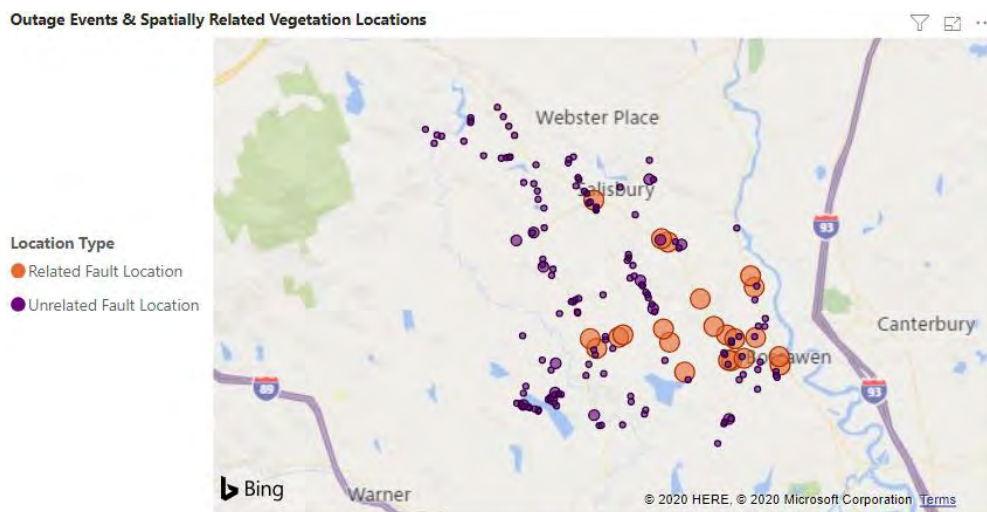 Outage Events & Spatially Related Vegetation Locations
Webster Place
Salisbury
93
Location Type
Related Fault Location
Unrelated Fault Location
Canterbury
Boscawen
89
93
Bing
Warner
© 2020 HERE, © 2020 Microsoft Corporation Terms